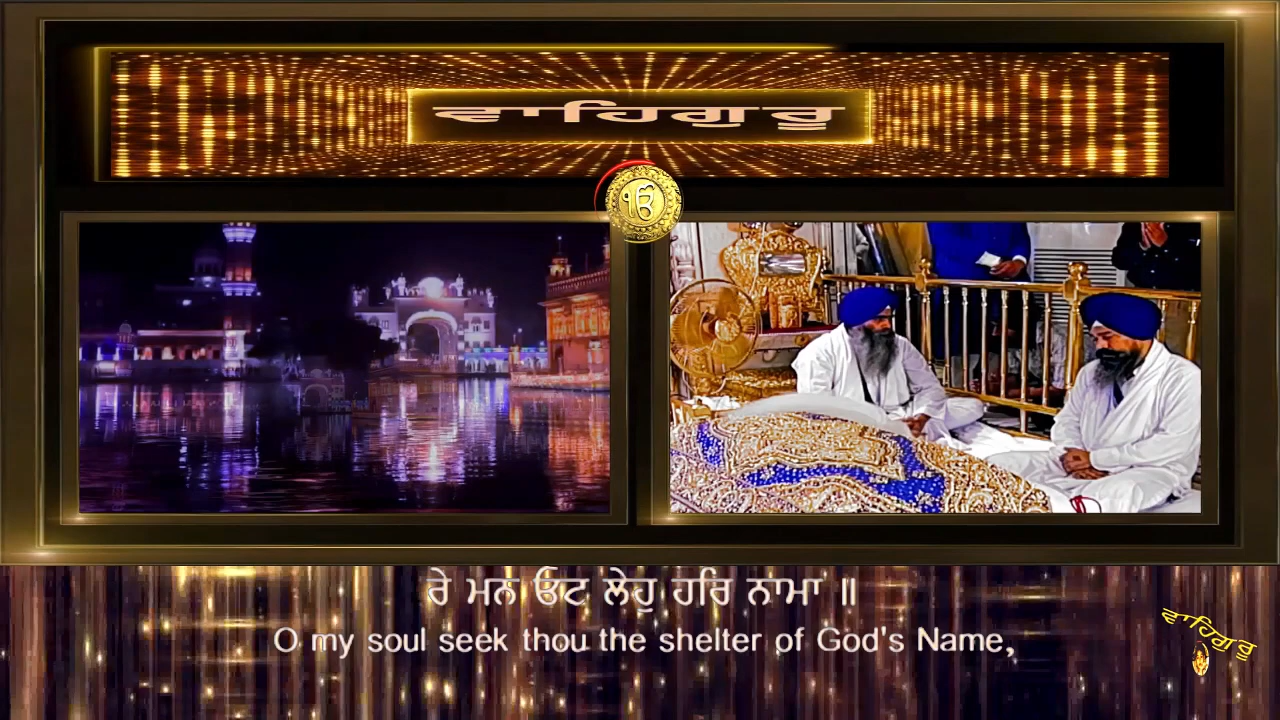 ਵਾਹਿਗੁਰੂ
ੴ
ਰੇ ਮਨ ਓਟ ਲੇਹੁ ਹਰਿ ਨਾਮਾ ॥
O my soul seek thou the shelter of God's Name,
ਵਾਹਿਗੁਰੂ